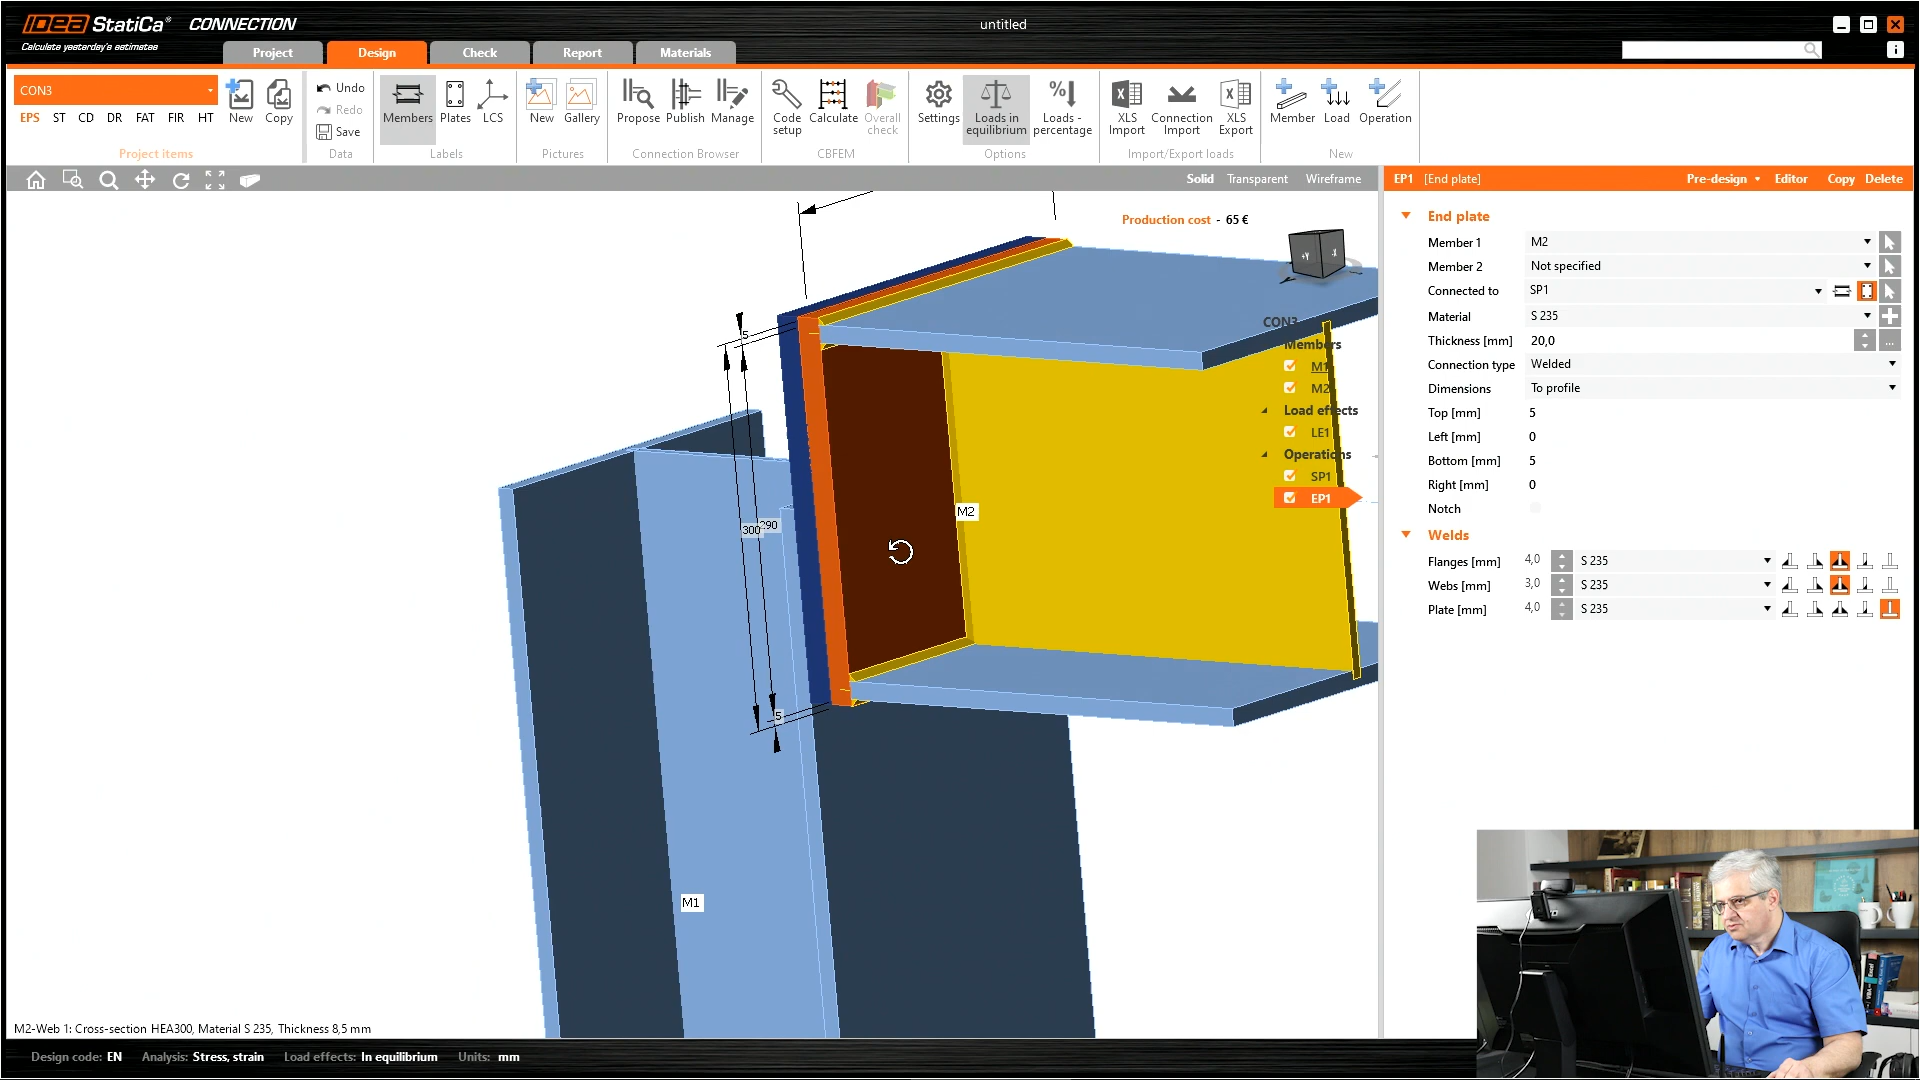 IDEA StatiCa® CONNECTION
Calculate yesterday's estimates
untitled
Project Design Check Report Materials
CON3
EPS ST CD DR FAT FIR HT
New Copy
Project items
Undo
Redo
Save
Data
Members Plates LCS
Labels
New Gallery
Pictures
Propose Publish Manage
Connection Browser
Code setup Calculate Overall check
CBFEM
Settings Loads in equilibrium Loads - percentage
Options
XLS Import Connection Import XLS Export
Import/Export loads
Member Load Operation
New
Solid Transparent Wireframe
EP1 [End plate] Pre-design Editor Copy Delete
Production cost - 65 €
+Y -X
5
300
290
5
M2
M1
CON3
Members
M1
M2
Load effects
LE1
Operations
SP1
EP1
End plate
Member 1 M2
Member 2 Not specified
Connected to SP1
Material S 235
Thickness [mm] 20,0
Connection type Welded
Dimensions To profile
Top [mm] 5
Left [mm] 0
Bottom [mm] 5
Right [mm] 0
Notch
Welds
Flanges [mm] 4,0 S 235
Webs [mm] 3,0 S 235
Plate [mm] 4,0 S 235
M2-Web 1: Cross-section HEA300, Material S 235, Thickness 8,5 mm
Design code: EN Analysis: Stress, strain Load effects: In equilibrium Units: mm
Excel
VBA